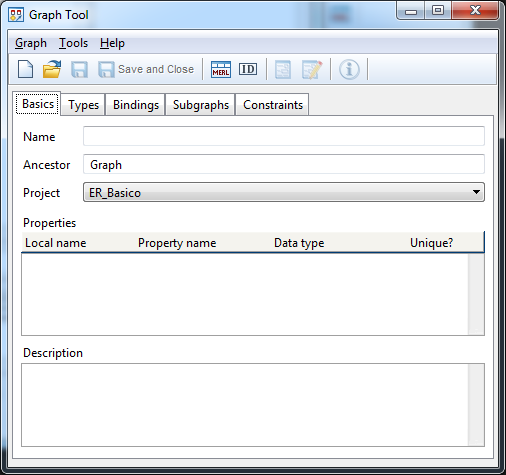 Graph Tool
Graph Tools Help
Save and Close MERL ID
Basics Types Bindings Subgraphs Constraints
Name
Ancestor Graph
Project ER_Basico
Properties
Local name Property name Data type Unique?
Description